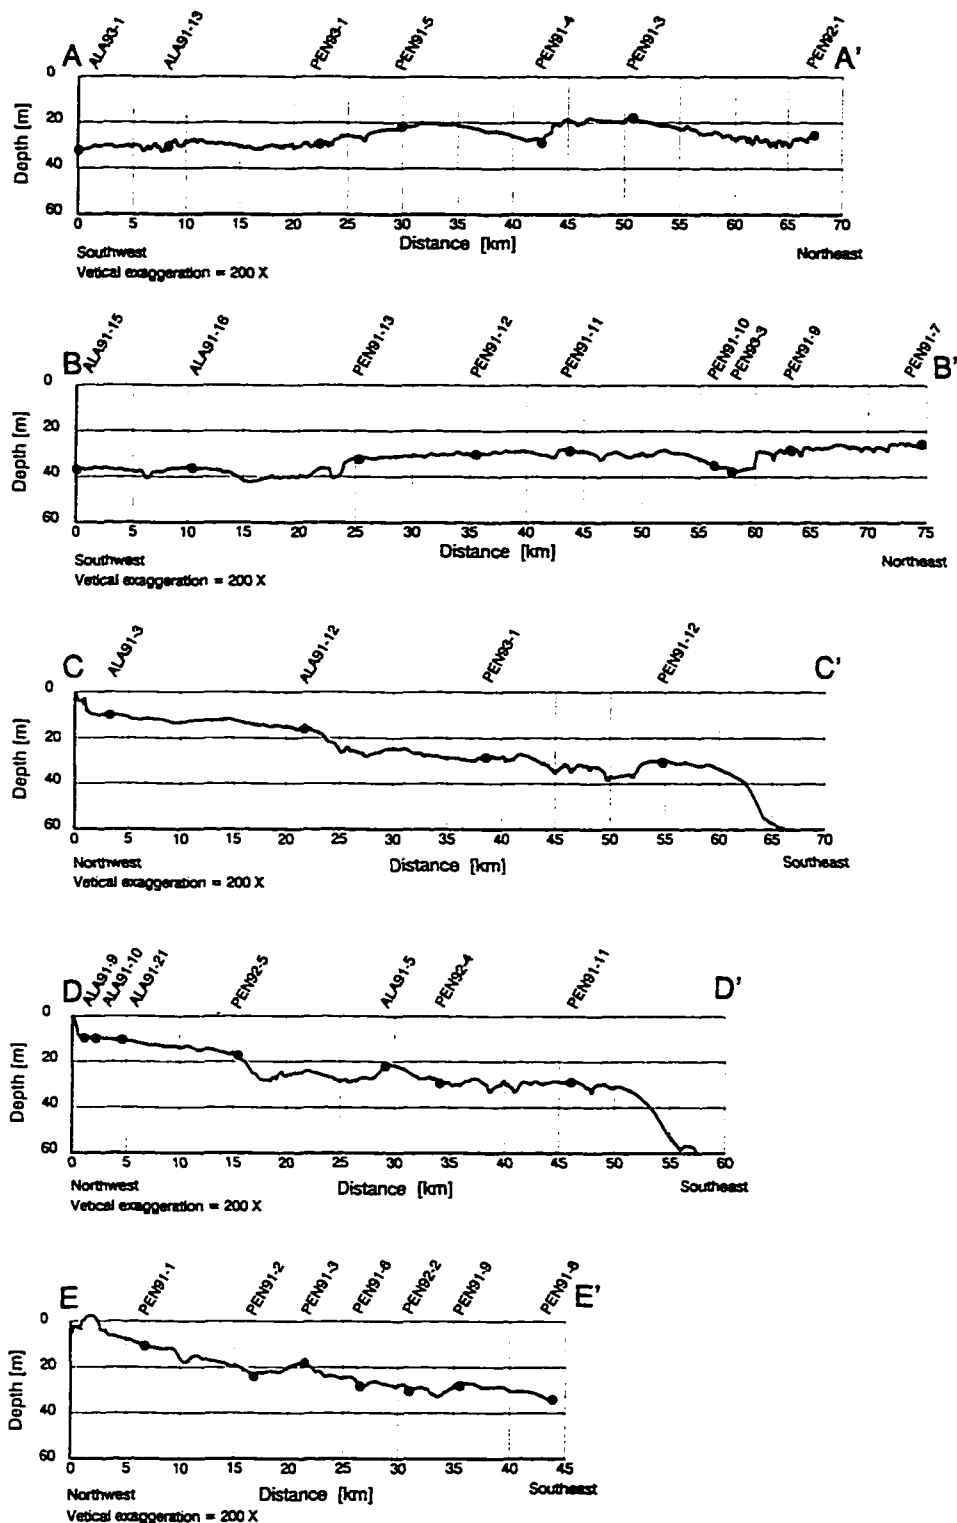 A ALA93-1 ALA91-13 PEN93-1 PEN91-5 PEN91-4 PEN91-3 PEN92-1 A'
0
20
40
60
Depth [m]
0 5 10 15 20 25 30 35 40 45 50 55 60 65 70
Southwest Distance [km] Northeast
Vetical exaggeration = 200 X
B ALA91-15 ALA91-16 PEN91-13 PEN91-12 PEN91-11 PEN91-10 PEN93-3 PEN91-9 PEN91-7 B'
0
20
40
60
Depth [m]
0 5 10 15 20 25 30 35 40 45 50 55 60 65 70 75
Southwest Distance [km] Northeast
Vetical exaggeration = 200 X
C ALA91-3 ALA91-12 PEN93-1 PEN91-12 C'
0
20
40
60
Depth [m]
0 5 10 15 20 25 30 35 40 45 50 55 60 65 70
Northwest Distance [km] Southeast
Vetical exaggeration = 200 X
D ALA91-9 ALA91-10 ALA91-21 PEN92-5 ALA91-5 PEN92-4 PEN91-11 D'
0
20
40
60
Depth [m]
0 5 10 15 20 25 30 35 40 45 50 55 60
Northwest Distance [km] Southeast
Vetical exaggeration = 200 X
E PEN91-1 PEN91-2 PEN91-3 PEN91-6 PEN92-2 PEN91-9 PEN91-8 E'
0
20
40
60
Depth [m]
0 5 10 15 20 25 30 35 40 45
Northwest Distance [km] Southeast
Vetical exaggeration = 200 X